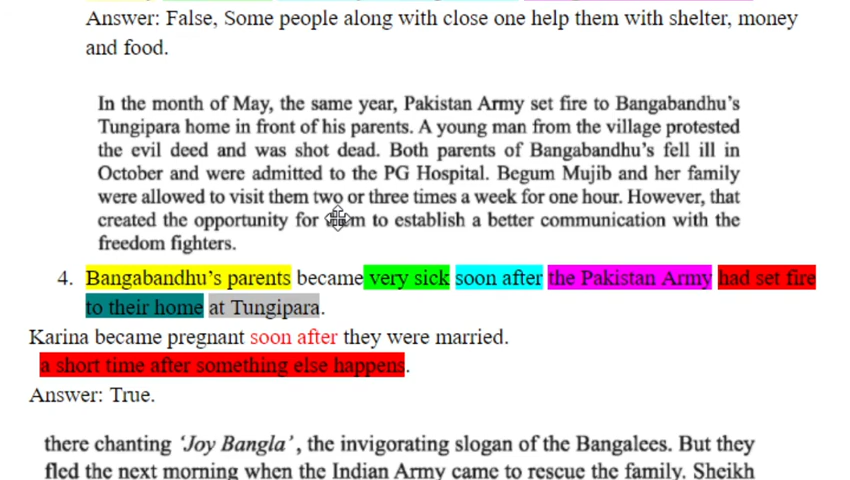 Answer: False, Some people along with close one help them with shelter, money
and food.
In the month of May, the same year, Pakistan Army set fire to Bangabandhu’s
Tungipara home in front of his parents. A young man from the village protested
the evil deed and was shot dead. Both parents of Bangabandhu’s fell ill in
October and were admitted to the PG Hospital. Begum Mujib and her family
were allowed to visit them two or three times a week for one hour. However, that
created the opportunity for to establish a better communication with the
freedom fighters.
4. Bangabandhu’s parents became very sick soon after the Pakistan Army had set fire
to their home at Tungipara.
Karina became pregnant soon after they were married.
a short time after something else happens.
Answer: True.
there chanting ‘Joy Bangla’, the invigorating slogan of the Bangalees. But they
fled the next morning when the Indian Army came to rescue the family. Sheikh